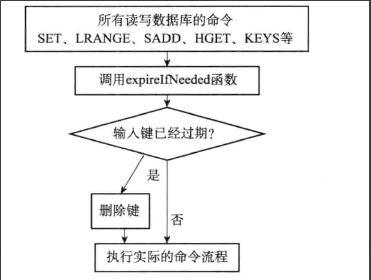 所有读写数据库的命令
SET、LRANGE、SADD、HGET、KEYS等
调用expireIfNeeded函数
输入键已经过期?
是
删除键
否
执行实际的命令流程